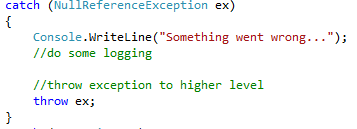 catch (NullReferenceException ex)
{
Console.WriteLine("Something went wrong...");
//do some logging
//throw exception to higher level
throw ex;
}